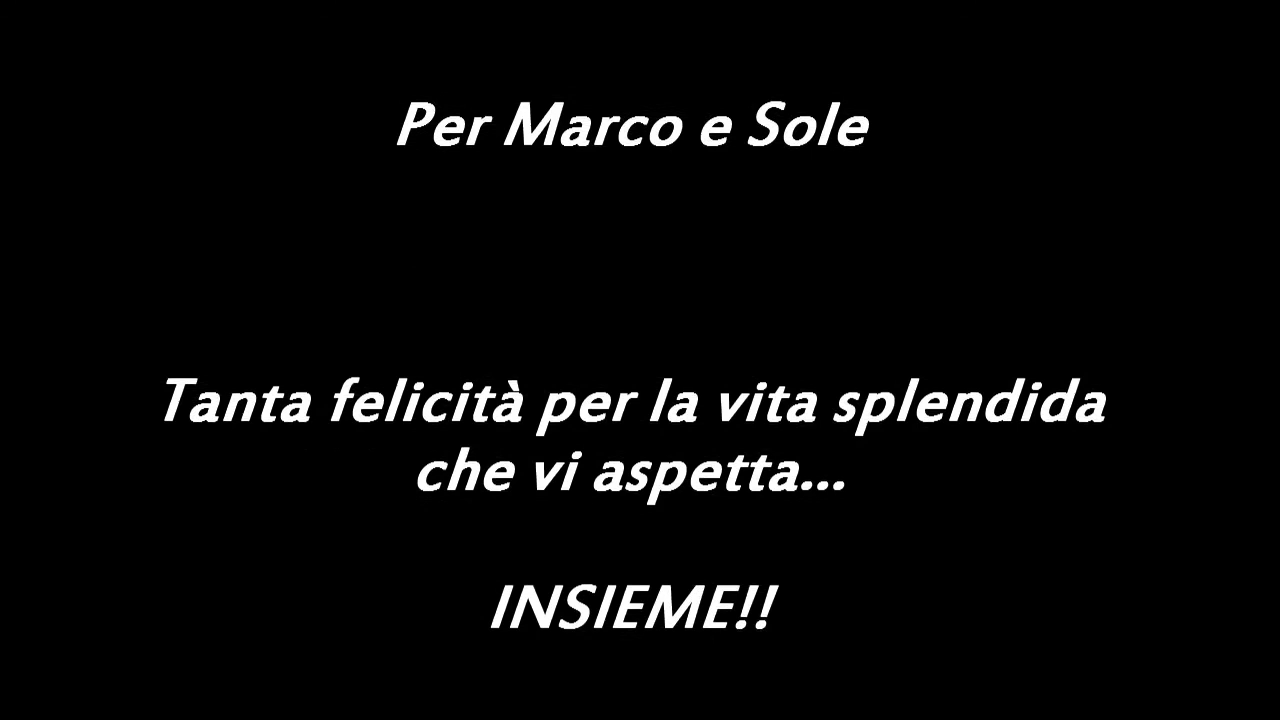 Per Marco e Sole
Tanta felicità per la vita splendida
che vi aspetta...
INSIEME!!